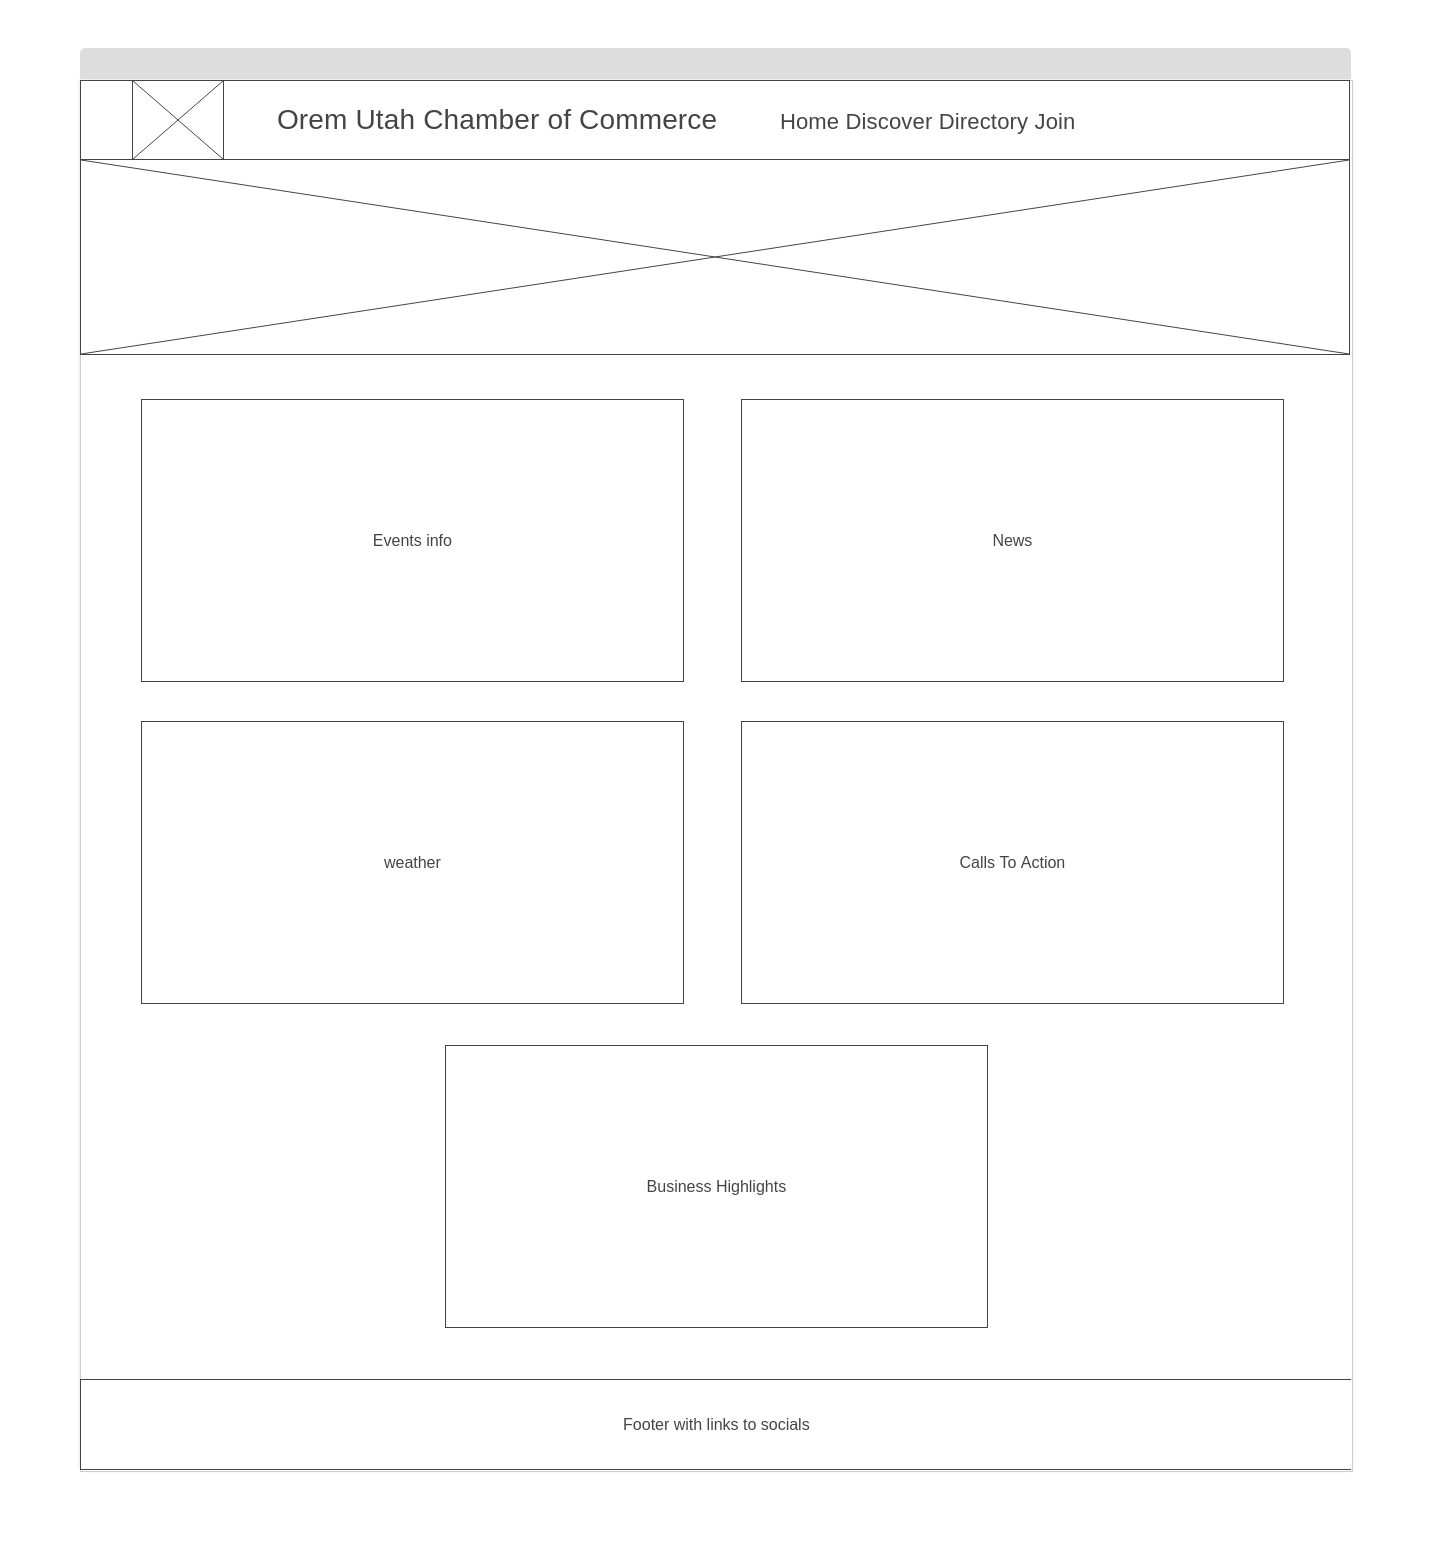 Orem Utah Chamber of Commerce
Home Discover Directory Join
Events info
News
weather
Calls To Action
Business Highlights
Footer with links to socials